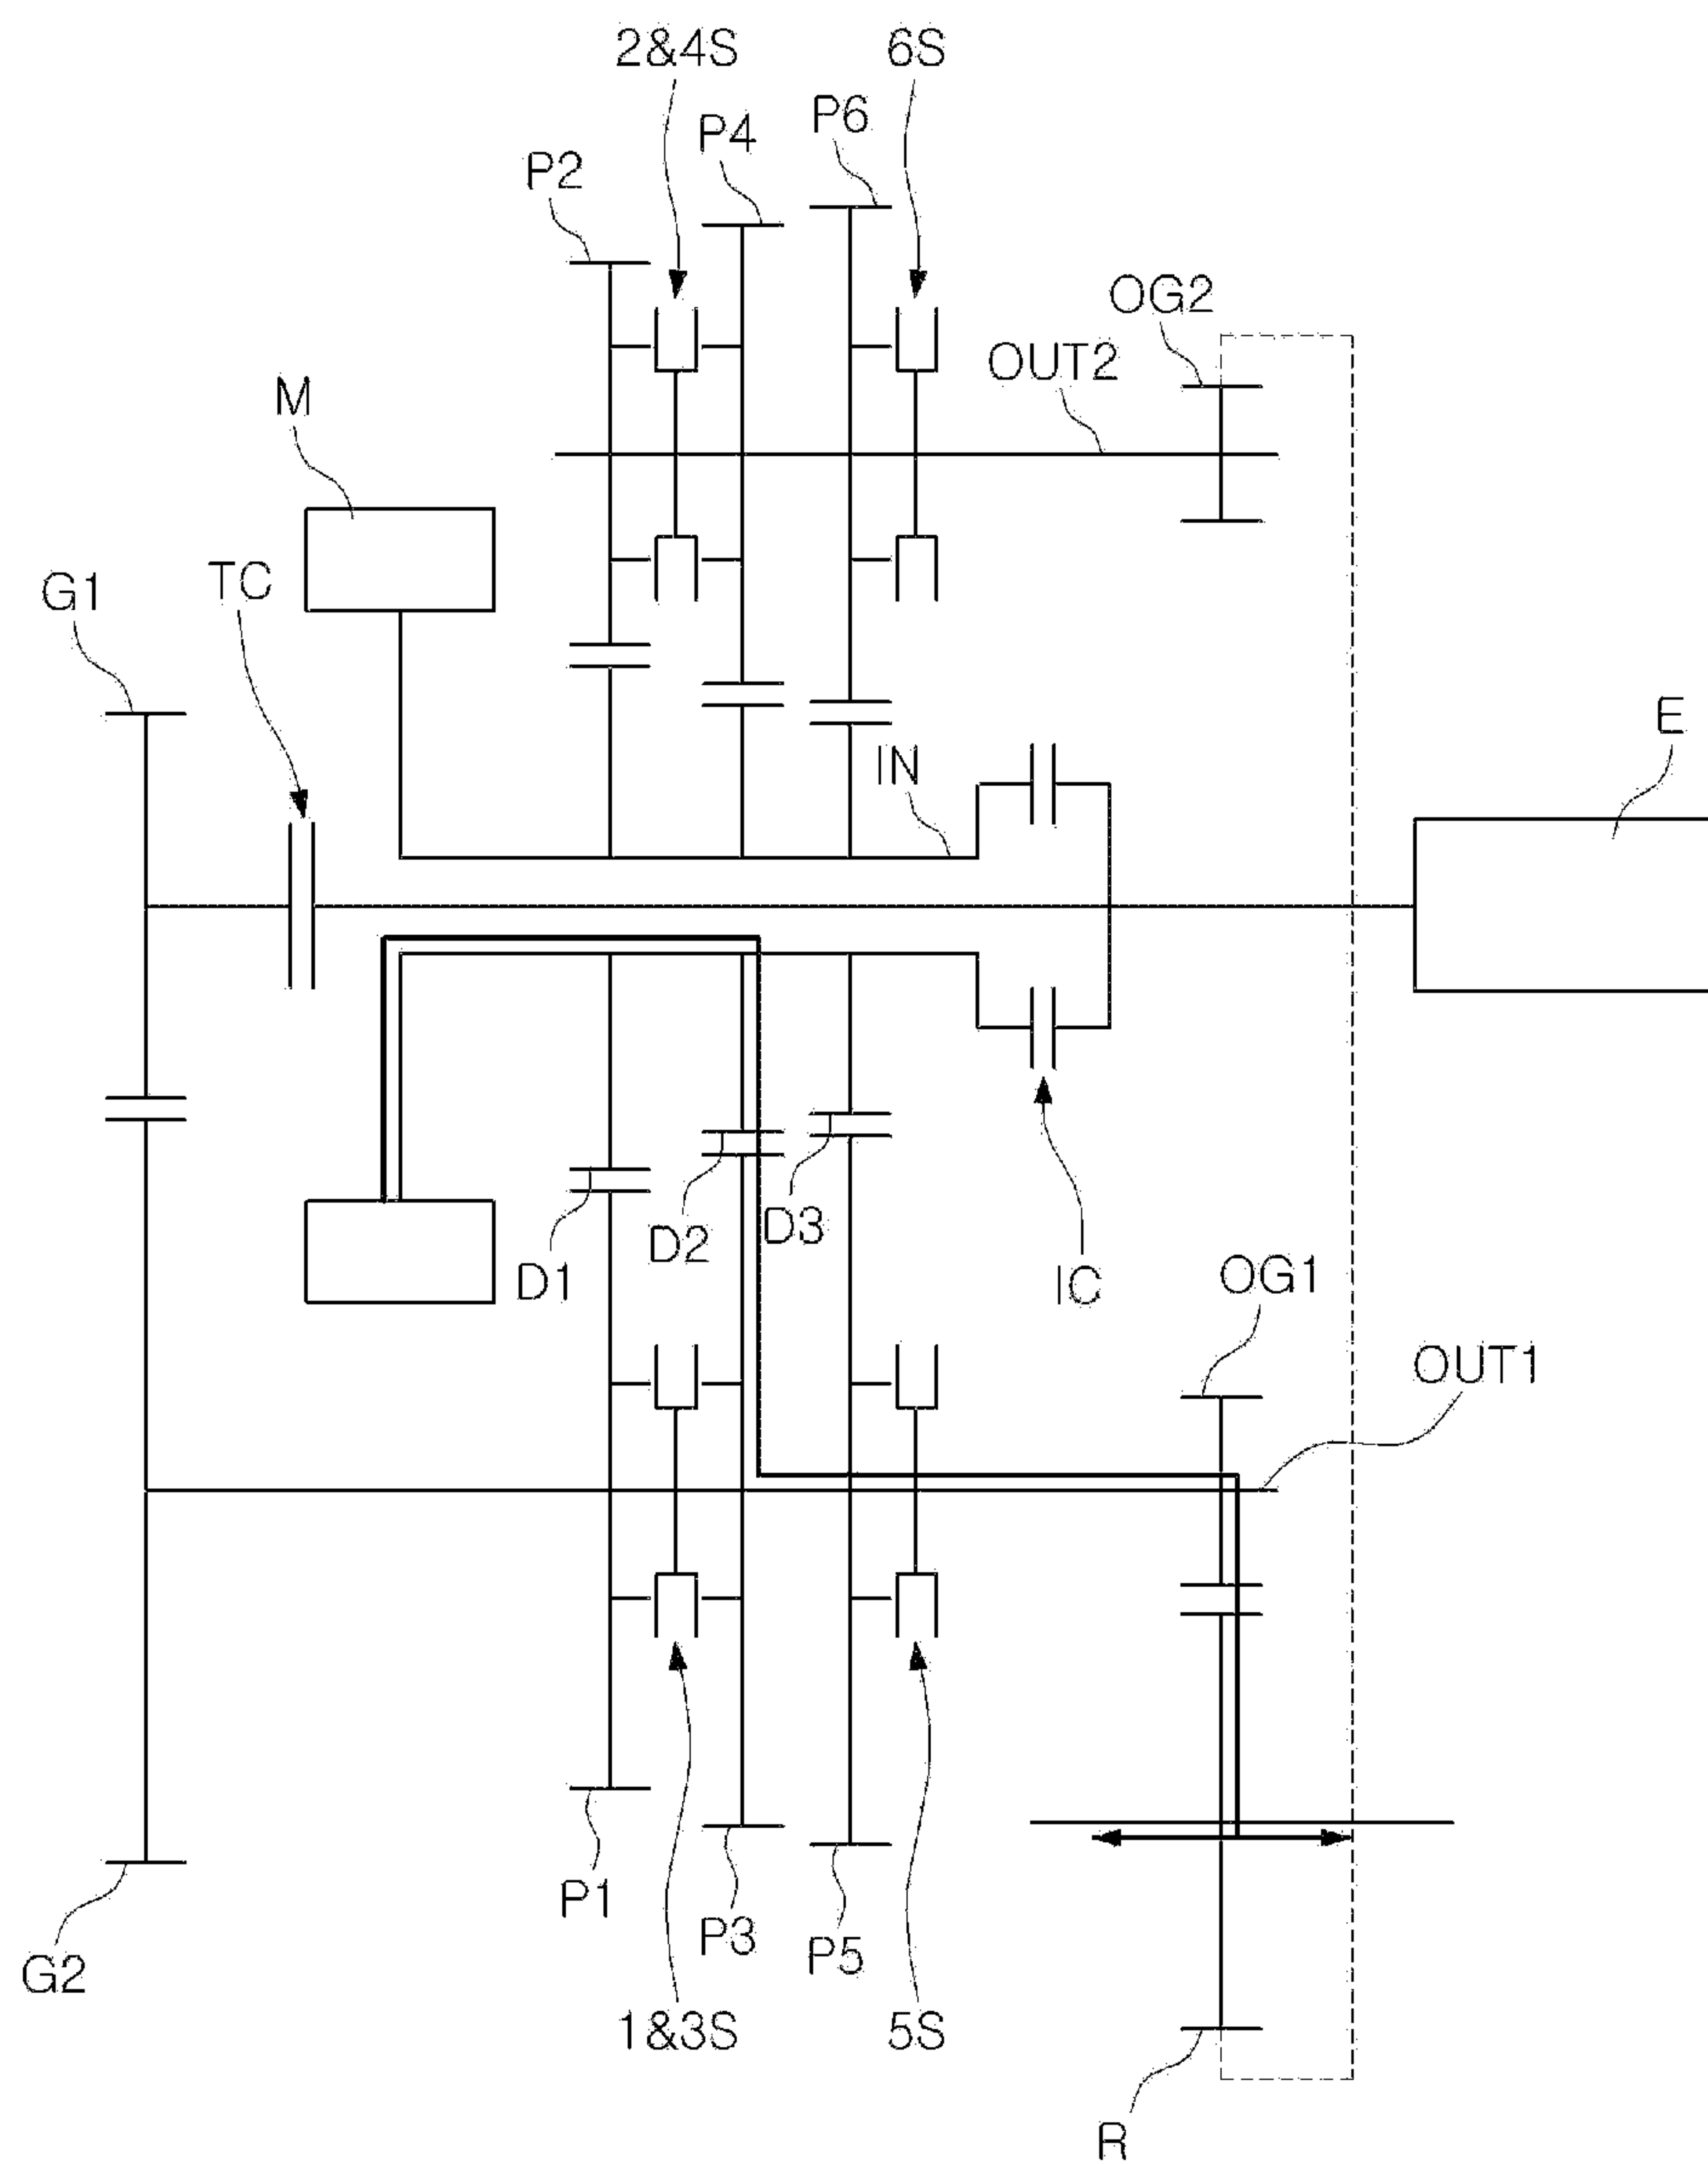 2&4S
6S
P6
P4
P2
OG2
OUT2
M
TC
G1
E
IN
D3
D2
D1
IC
OG1
OUT1
P1
P3
P5
G2
1&3S
5S
R